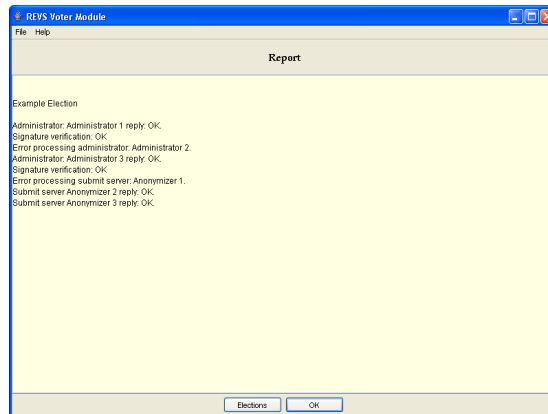 REVS Voter Module
File Help
Report
Example Election
Administrator: Administrator 1 reply: OK.
Signature verification: OK
Error processing administrator: Administrator 2.
Administrator: Administrator 3 reply: OK.
Signature verification: OK
Error processing submit server: Anonymizer 1.
Submit server Anonymizer 2 reply: OK.
Submit server Anonymizer 3 reply: OK.
Elections OK